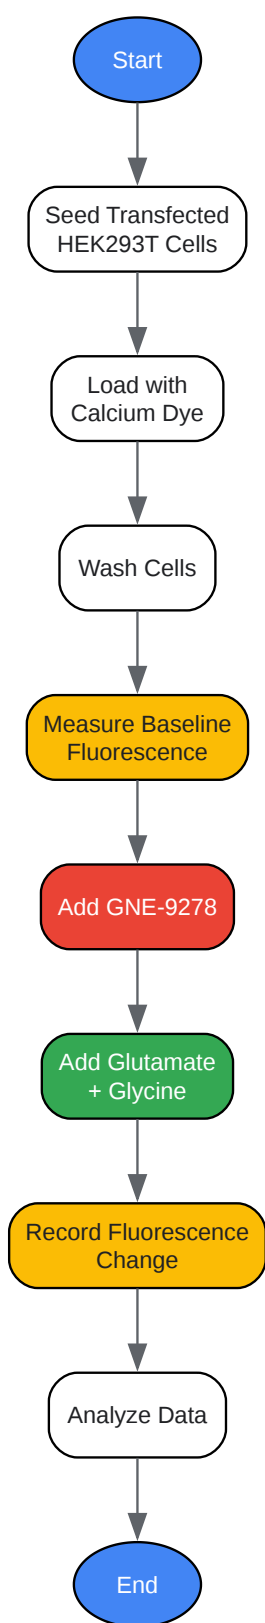 Start
Seed Transfected
HEK293T Cells
Load with
Calcium Dye
Wash Cells
Measure Baseline
Fluorescence
Add GNE-9278
Add Glutamate
+ Glycine
Record Fluorescence
Change
Analyze Data
End